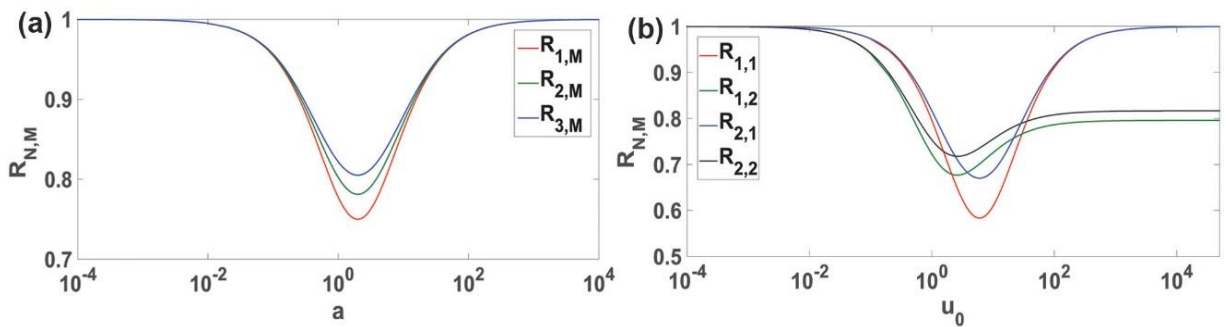 (a)
1
0.9
0.8
0.7
R_{N,M}
10^{-4}
10^{-2}
10^{0}
10^{2}
10^{4}
a
R_{1,M}
R_{2,M}
R_{3,M}
(b)
1
0.9
0.8
0.7
0.6
0.5
R_{N,M}
10^{-4}
10^{-2}
10^{0}
10^{2}
10^{4}
u_0
R_{1,1}
R_{1,2}
R_{2,1}
R_{2,2}